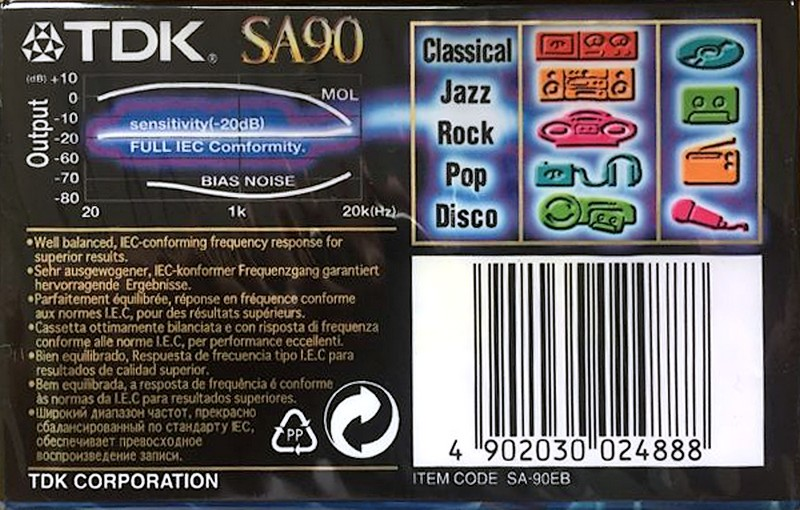 TDK® SA90
(dB) +10
0
-10
-20
-60
-70
-80
Output
MOL
sensitivity(-20dB)
FULL IEC Comformity.
BIAS NOISE
20 1k 20k(Hz)
Classical
Jazz
Rock
Pop
Disco
•Well balanced, IEC-conforming frequency response for
superior results.
•Sehr ausgewogener, IEC-konformer Frequenzgang garantiert
hervorragende Ergebnisse.
•Parfaitement équilibrée, réponse en fréquence conforme
aux normes I.E.C, pour des résultats supérieurs.
•Cassetta ottimamente bilanciata e con risposta di frequenza
conforme alle norme I.E.C, per performance eccellenti.
•Bien equilibrado, Respuesta de frecuencia tipo I.E.C para
resultados de calidad superior.
•Bem equilibrada, a resposta de frequência é conforme
às normas da I.E.C para resultados superiores.
•Широкий диапазон частот, прекрасно
сбалансированный по стандарту IEC,
обеспечивает превосходное
воспроизведение записи.
PP
TDK CORPORATION
4 902030 024888
ITEM CODE SA-90EB